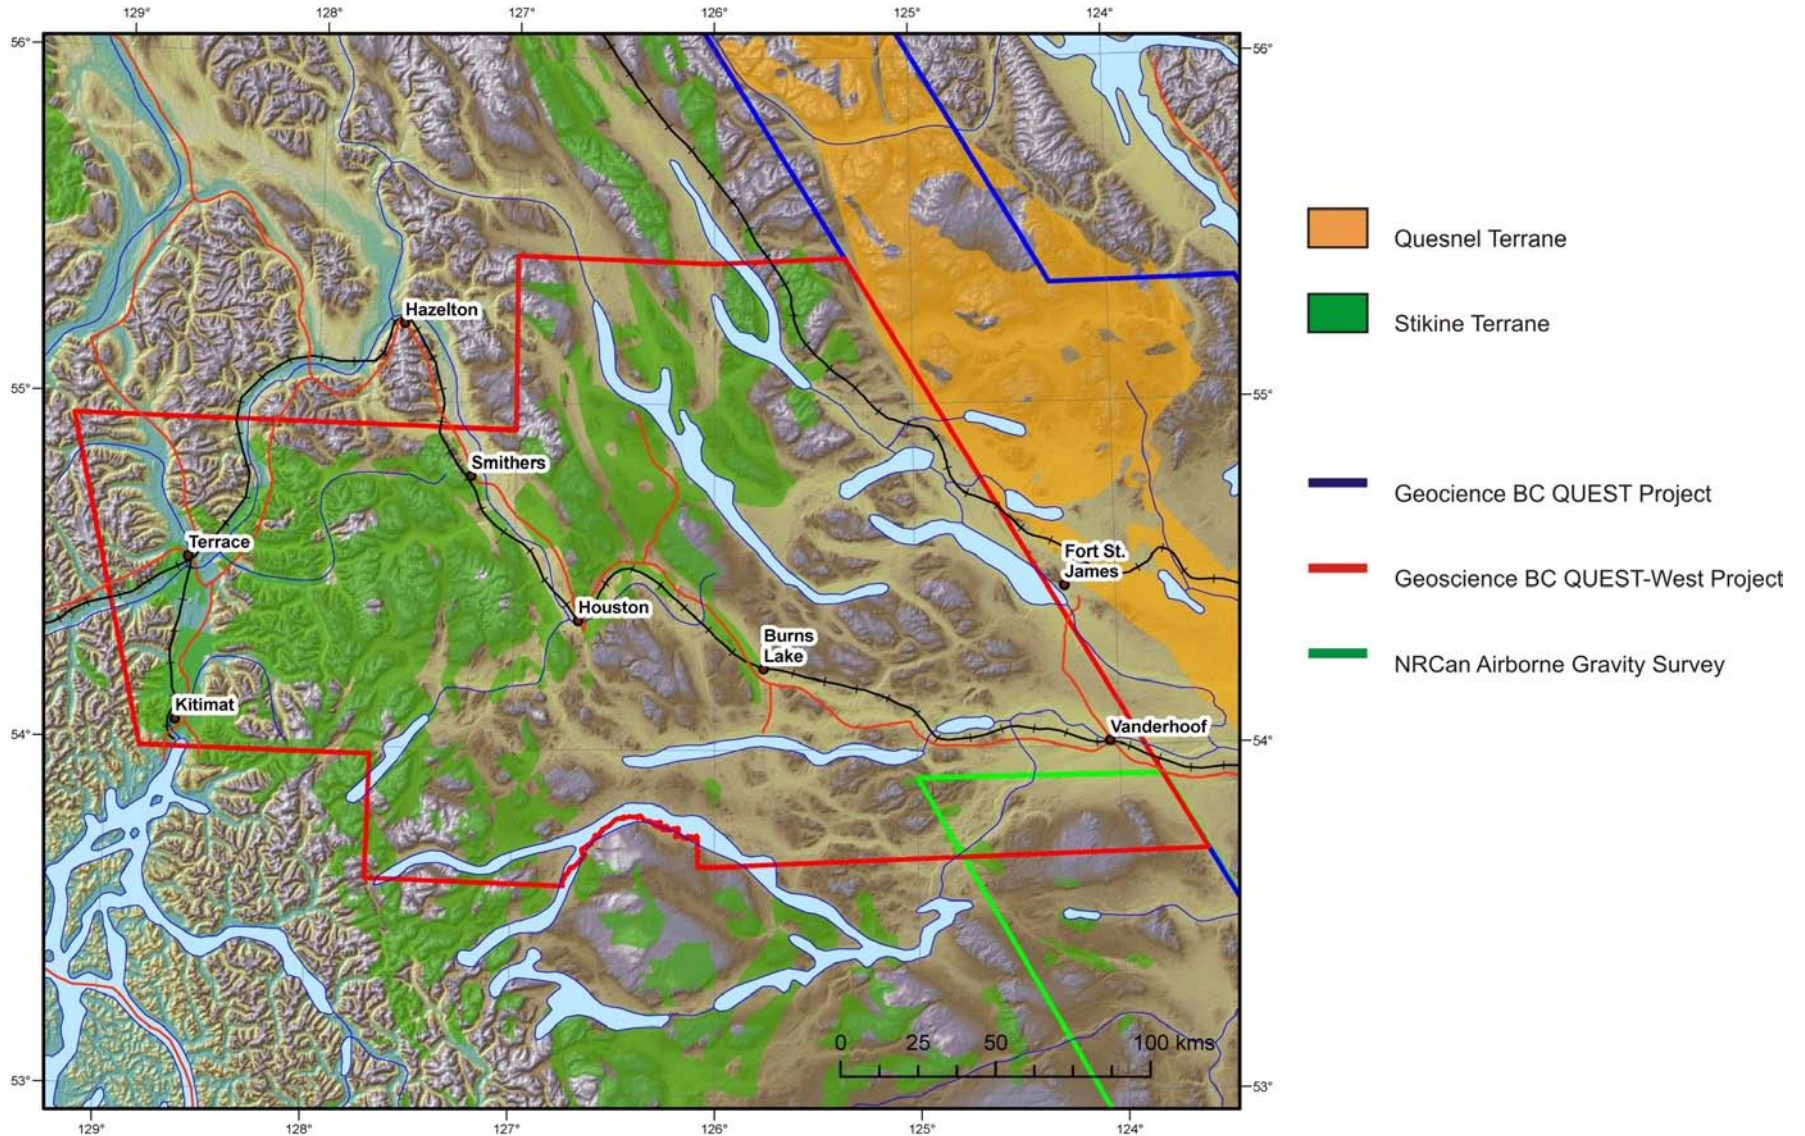 129°
128°
127°
126°
125°
124°
56°
56°
Hazelton
55°
55°
Smithers
Terrace
Fort St.
James
Houston
Burns
Lake
Kitimat
Vanderhoof
54°
54°
0 25 50 100 kms
53°
53°
129°
128°
127°
126°
125°
124°
Quesnel Terrane
Stikine Terrane
Geocience BC QUEST Project
Geoscience BC QUEST-West Project
NRCan Airborne Gravity Survey